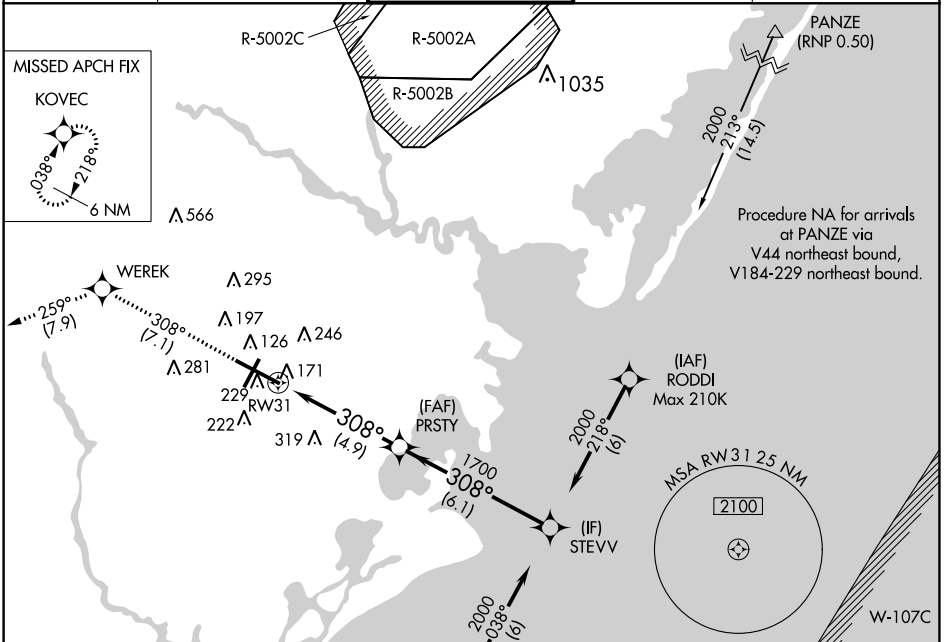 R-5002C
R-5002A
R-5002B
1035
PANZE
(RNP 0.50)
2000
213°
(14.5)
MISSED APCH FIX
KOVEC
038°
218°
6 NM
566
Procedure NA for arrivals
at PANZE via
V44 northeast bound,
V184-229 northeast bound.
WEREK
259°
(7.9)
308°
(7.1)
295
197
126
246
281
171
229
RW31
222
319
308°
(4.9)
(FAF)
PRSTY
1700
308°
(6.1)
(IAF)
RODDI
Max 210K
2000
218°
(6)
(IF)
STEVV
2000
038°
(6)
MSA RW31 25 NM
2100
W-107C